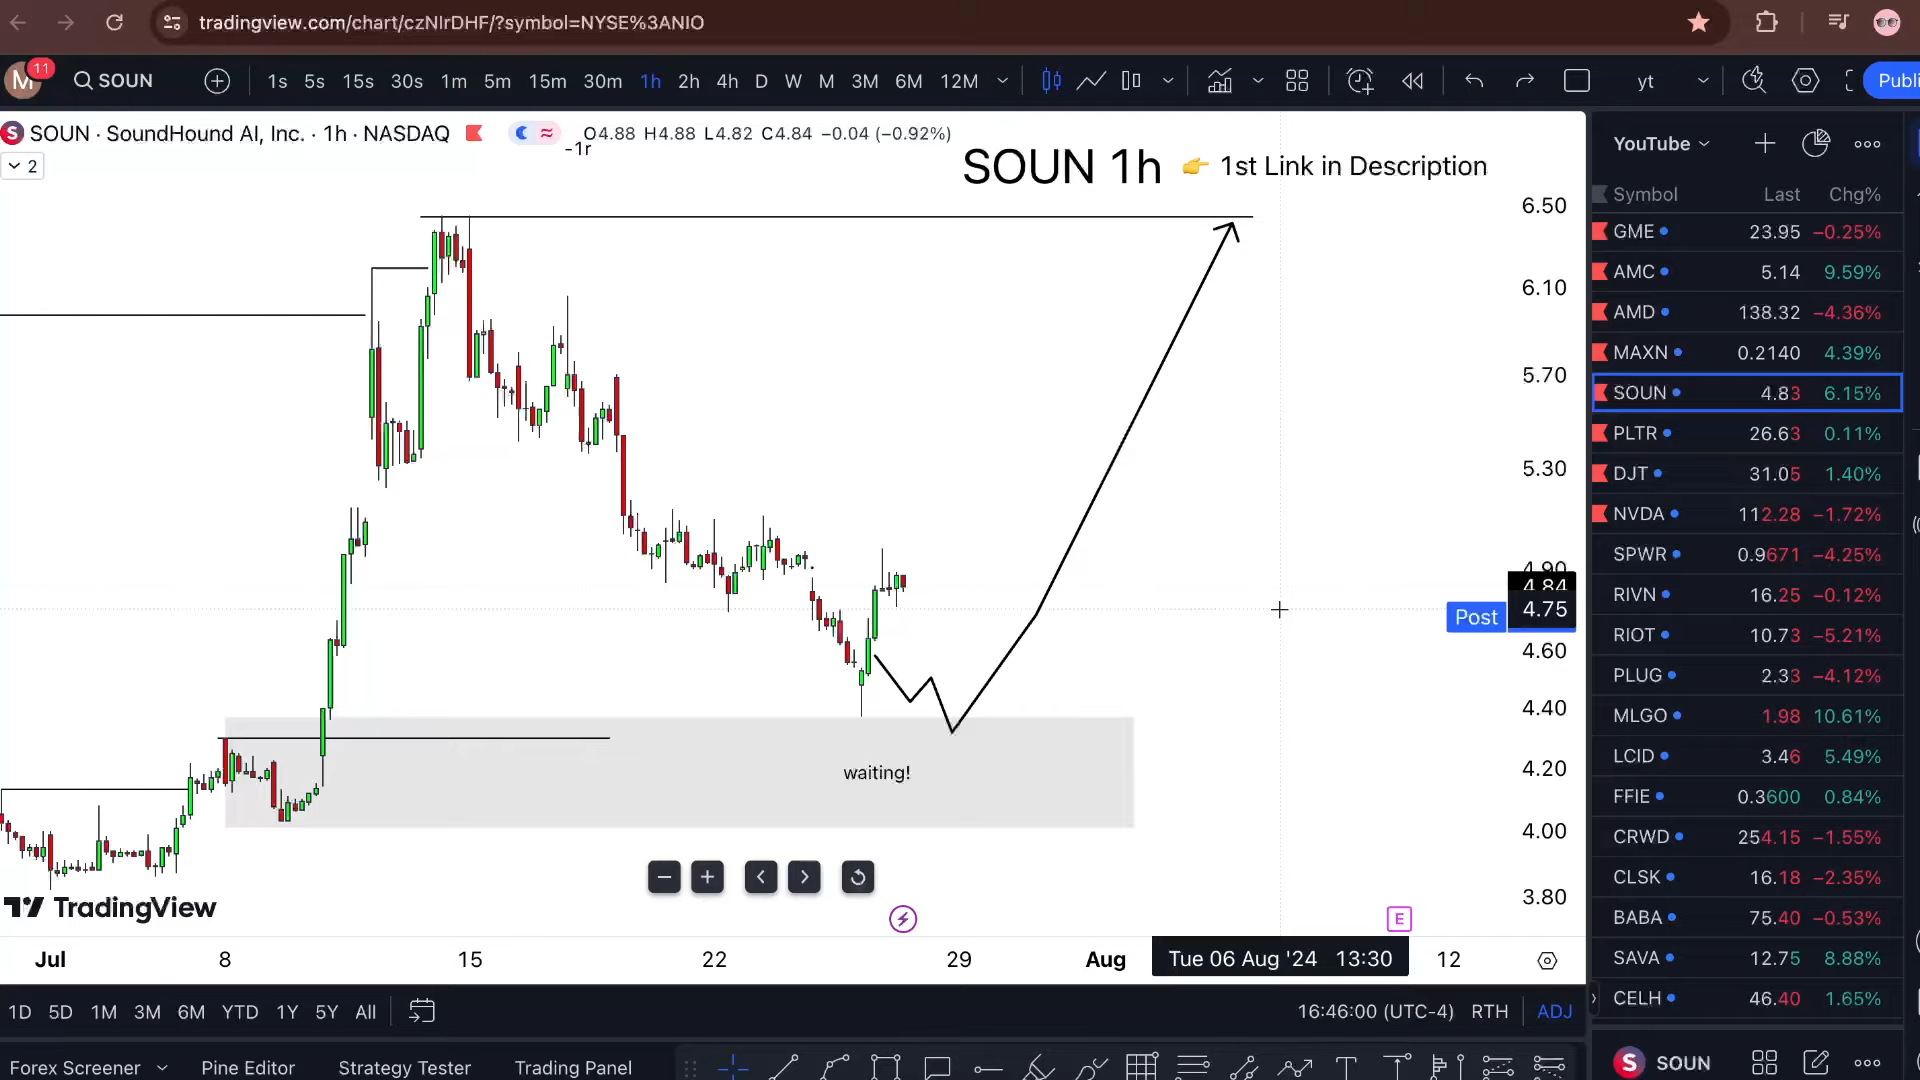 tradingview.com/chart/czNIrDHF/?symbol=NYSE%3ANIO
M 11 SOUN 1s 5s 15s 30s 1m 5m 15m 30m 1h 2h 4h D W M 3M 6M 12M yt Publi
S SOUN · SoundHound AI, Inc. · 1h · NASDAQ O4.88 H4.88 L4.82 C4.84 −0.04 (−0.92%)
-1r
2
SOUN 1h 👉 1st Link in Description
6.50
6.10
5.70
5.30
4.90
4.84
Post 4.75
4.60
4.40
4.20
4.00
3.80
waiting!
TradingView
E
Jul 8 15 22 29 Aug Tue 06 Aug '24 13:30 12
1D 5D 1M 3M 6M YTD 1Y 5Y All 16:46:00 (UTC-4) RTH ADJ
Forex Screener Pine Editor Strategy Tester Trading Panel
YouTube
Symbol Last Chg%
GME 23.95 −0.25%
AMC 5.14 9.59%
AMD 138.32 −4.36%
MAXN 0.2140 4.39%
SOUN 4.83 6.15%
PLTR 26.63 0.11%
DJT 31.05 1.40%
NVDA 112.28 −1.72%
SPWR 0.9671 −4.25%
RIVN 16.25 −0.12%
RIOT 10.73 −5.21%
PLUG 2.33 −4.12%
MLGO 1.98 10.61%
LCID 3.46 5.49%
FFIE 0.3600 0.84%
CRWD 254.15 −1.55%
CLSK 16.18 −2.35%
BABA 75.40 −0.53%
SAVA 12.75 8.88%
CELH 46.40 1.65%
S SOUN